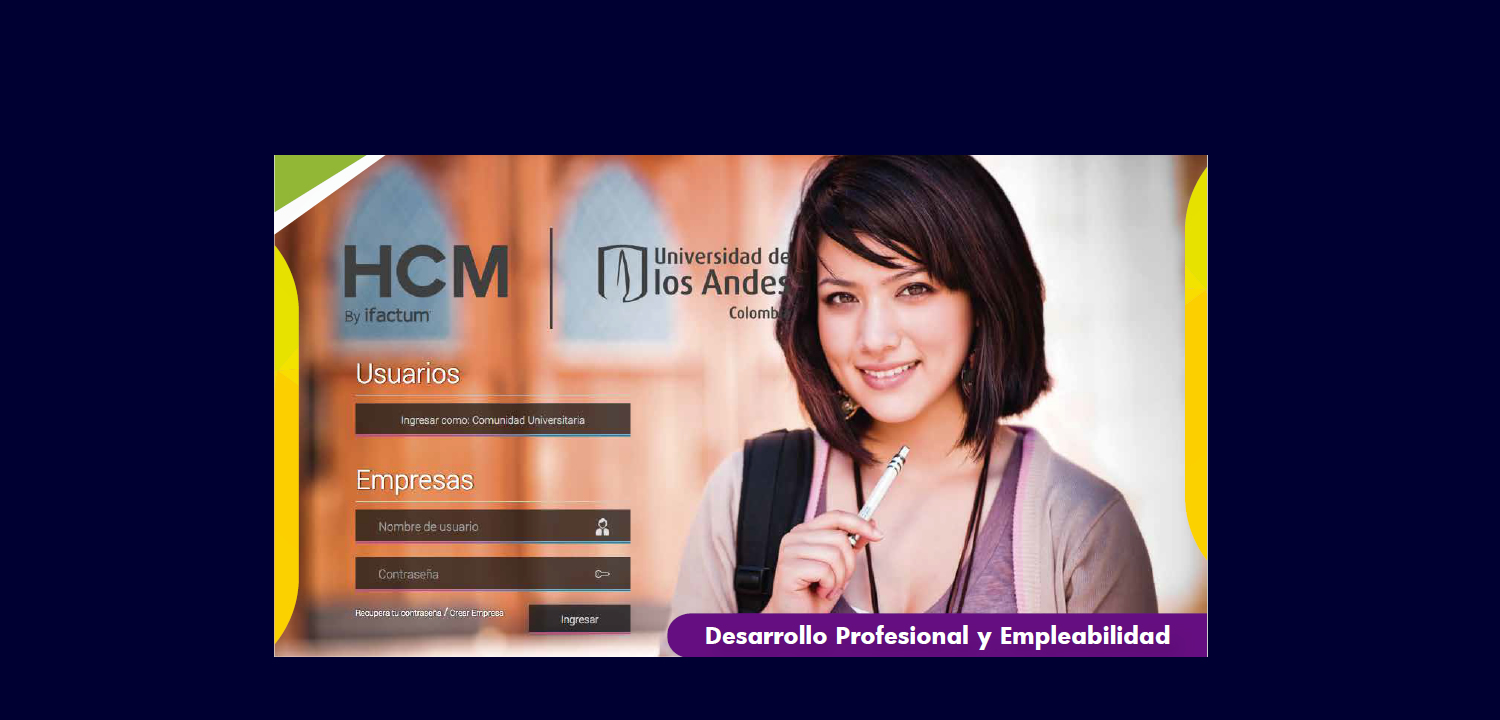 HCM
By ifactum
Universidad de
los Andes
Usuarios
Ingresar como: Comunidad Universitaria
Empresas
Nombre de usuario
Contraseña
Recupera tu contraseña / Crear Empresa
Ingresar
Desarrollo Profesional y Empleabilidad